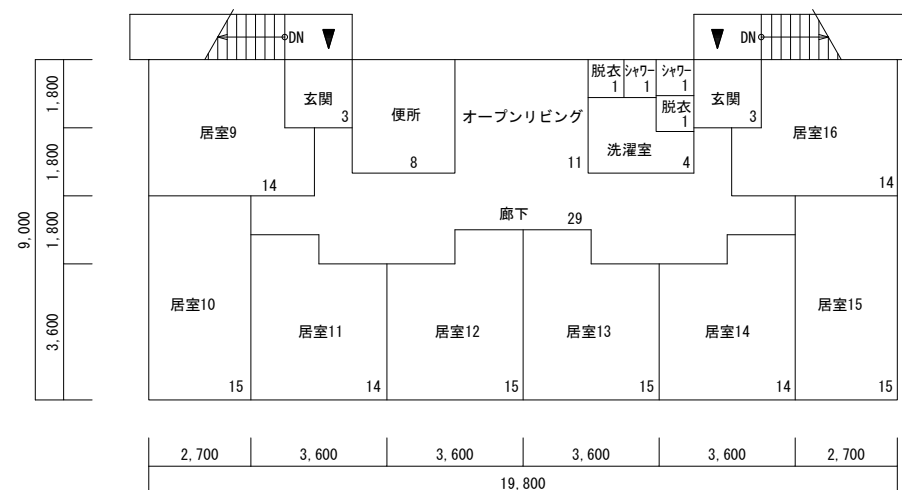 DN
DN
1,800
1,800
1,800
3,600
9,000
玄関
3
便所
8
オープンリビング
11
脱衣
1
シャワー
1
シャワー
1
脱衣
1
洗濯室
4
玄関
3
居室9
14
居室16
14
廊下
29
居室10
15
居室11
14
居室12
15
居室13
15
居室14
14
居室15
15
2,700
3,600
3,600
3,600
3,600
2,700
19,800